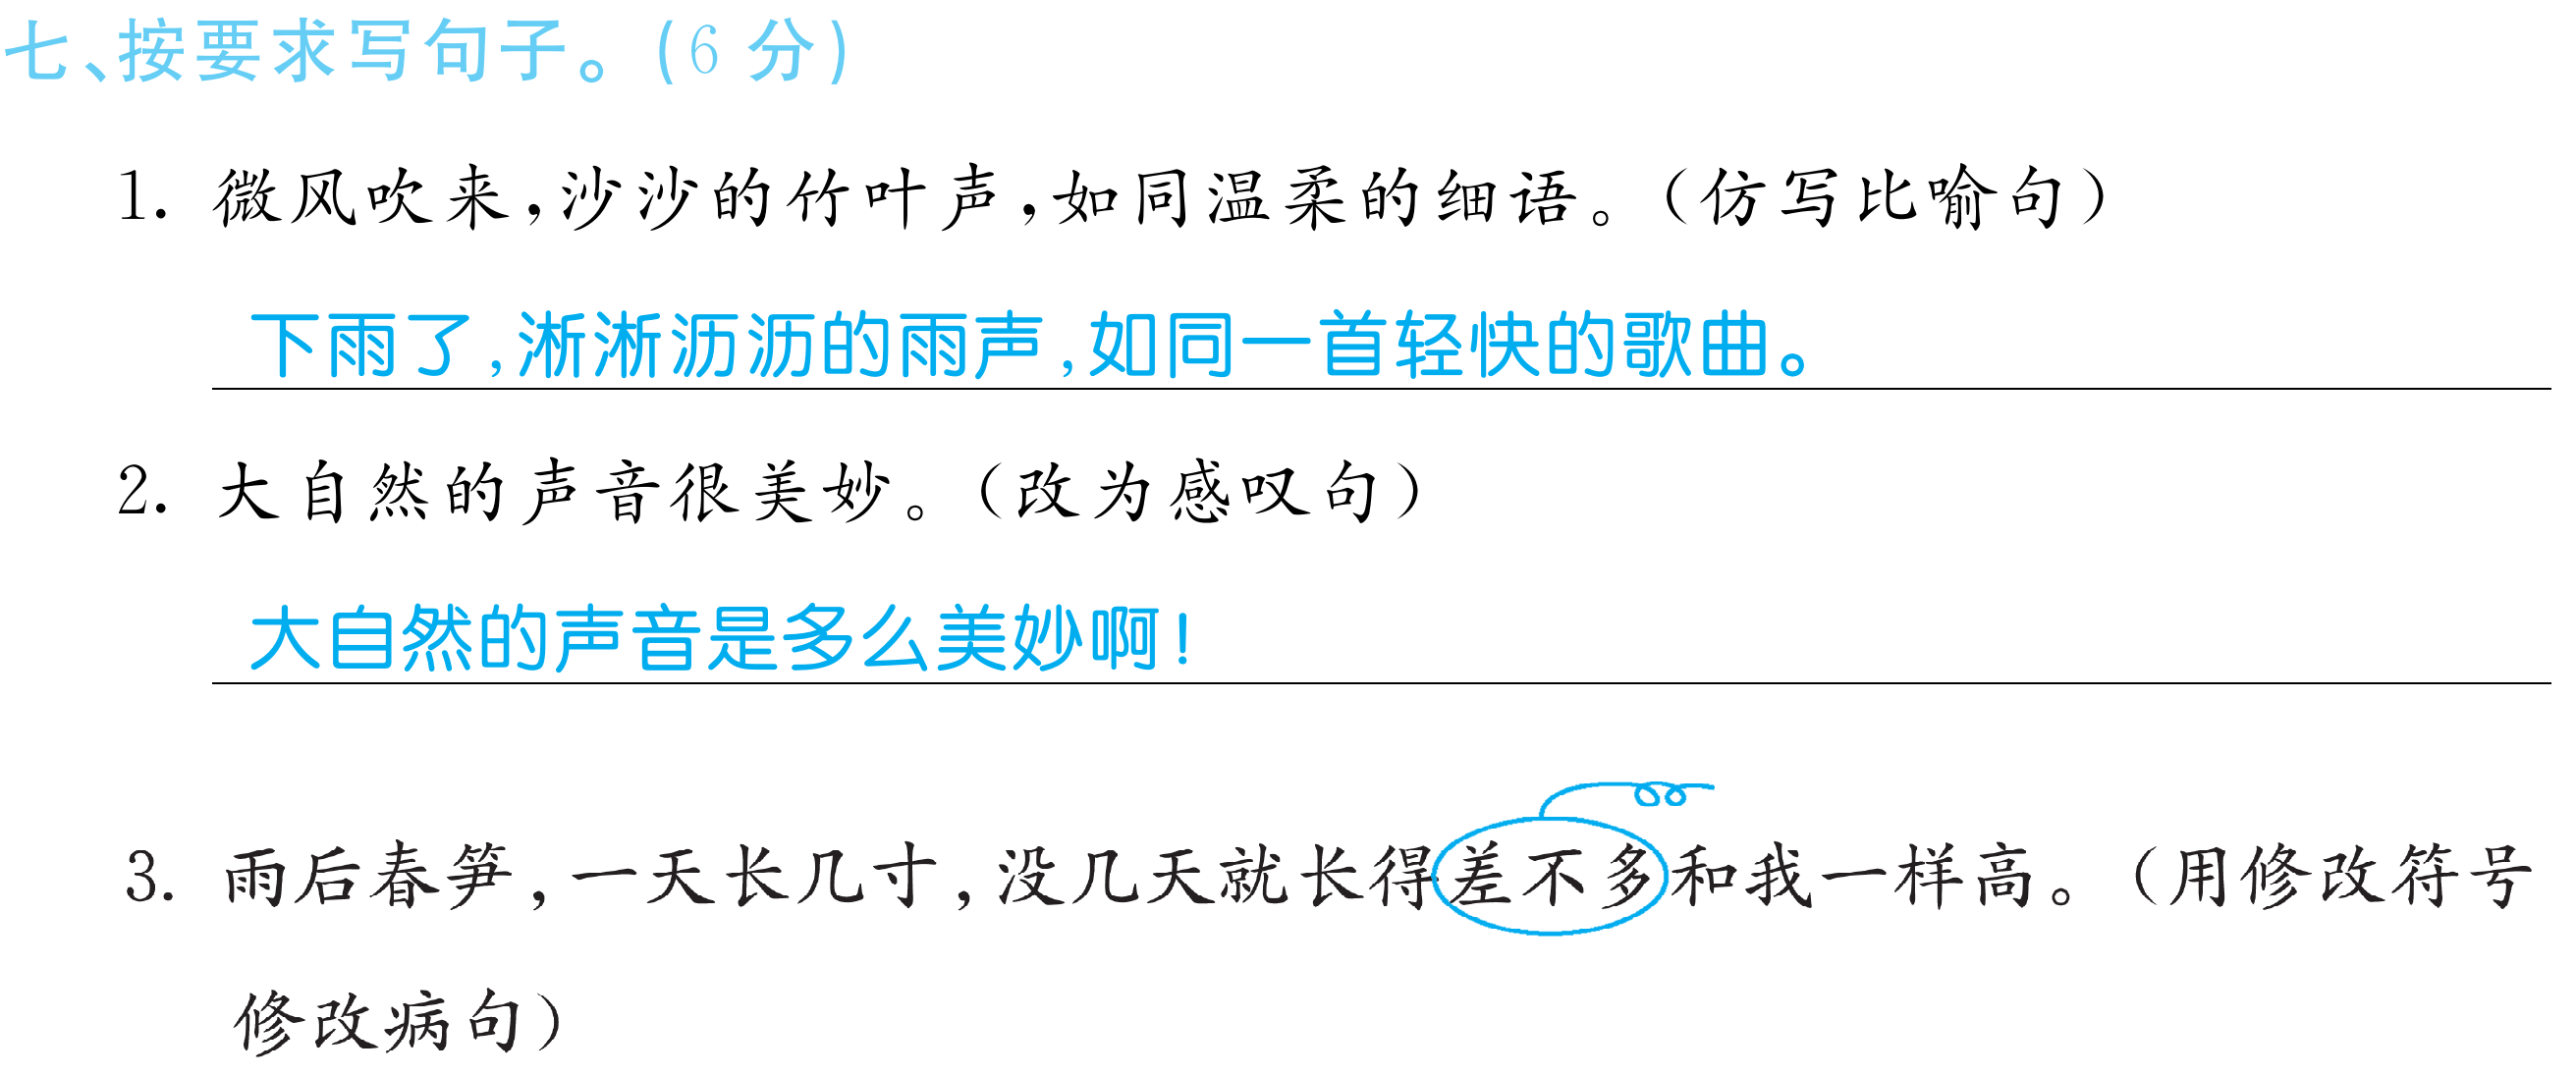 七、按要求写句子。(6 分)
1. 微风吹来,沙沙的竹叶声,如同温柔的细语。(仿写比喻句)
下雨了,淅淅沥沥的雨声,如同一首轻快的歌曲。
2. 大自然的声音很美妙。(改为感叹句)
大自然的声音是多么美妙啊!
3. 雨后春笋,一天长几寸,没几天就长得差不多和我一样高。(用修改符号
修改病句)